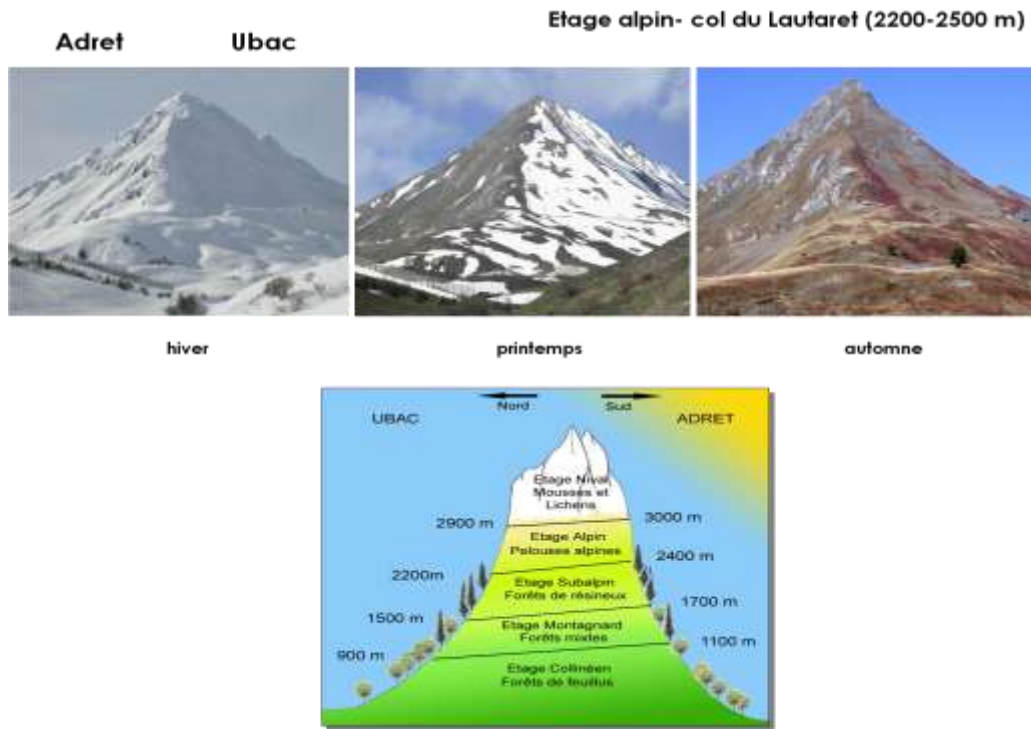 Etage alpin- col du Lautaret (2200-2500 m)
Adret Ubac
hiver printemps automne
Nord Sud
UBAC ADRET
Etage Nival
Mousses et
Lichens
2900 m 3000 m
Etage Alpin
Pelouses alpines
2400 m
2200m
Etage Subalpin
Forêts de résineux
1700 m
1500 m
Etage Montagnard
Forêts mixtes
1100 m
900 m
Etage Collinéen
Forêts de feuillus